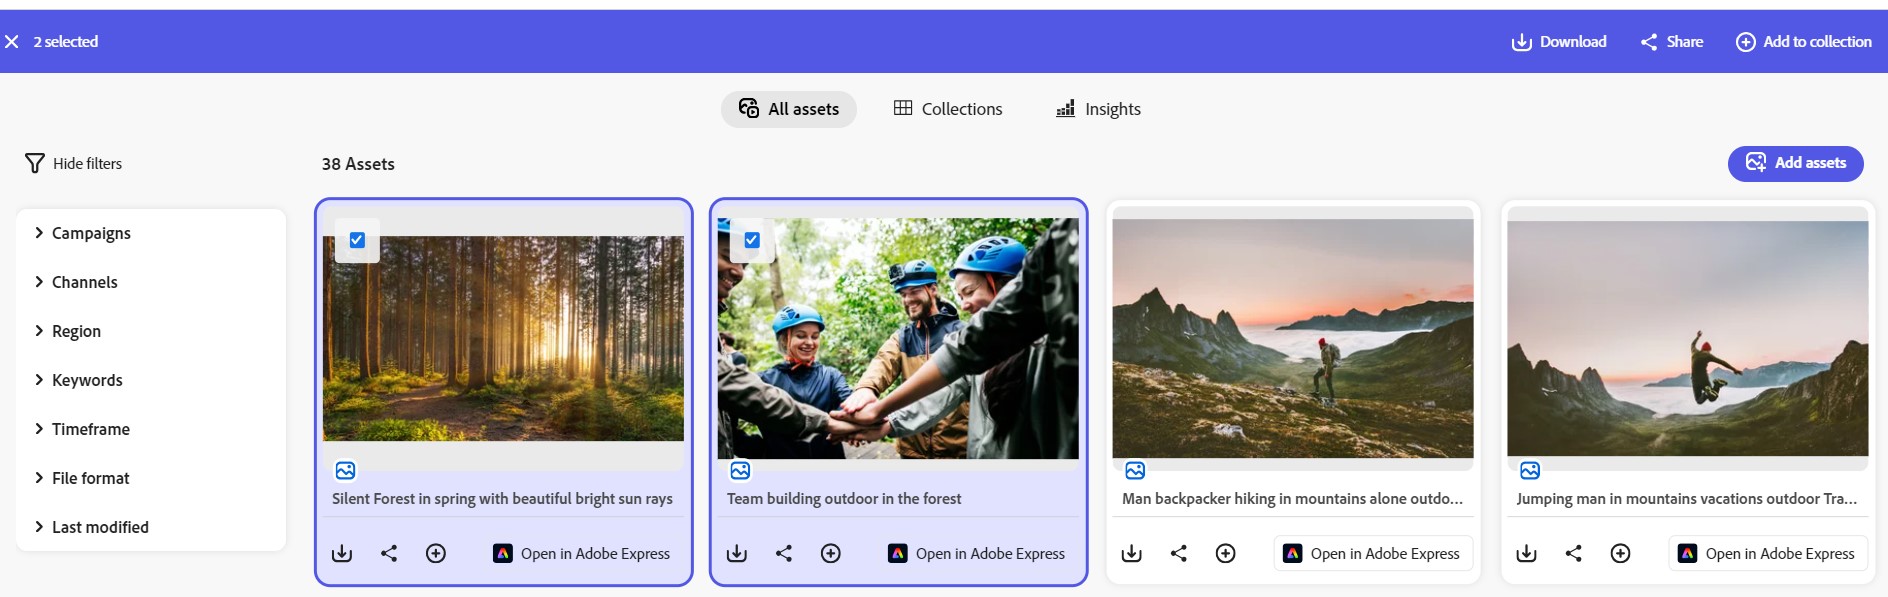 2 selected
Download
Share
Add to collection
All assets
Collections
Insights
Hide filters
38 Assets
Add assets
Campaigns
Channels
Region
Keywords
Timeframe
File format
Last modified
Silent Forest in spring with beautiful bright sun rays
Open in Adobe Express
Team building outdoor in the forest
Open in Adobe Express
Man backpacker hiking in mountains alone outdo...
Open in Adobe Express
Jumping man in mountains vacations outdoor Tra...
Open in Adobe Express